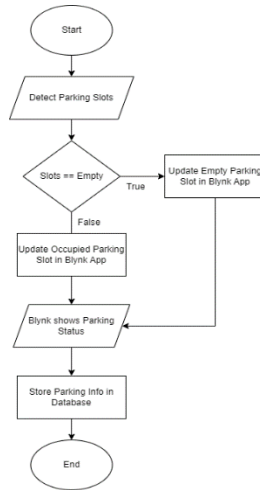 Start
Detect Parking Slots
Slots == Empty
True
Update Empty Parking
Slot in Blynk App
False
Update Occupied Parking
Slot in Blynk App
Blynk shows Parking
Status
Store Parking Info in
Database
End